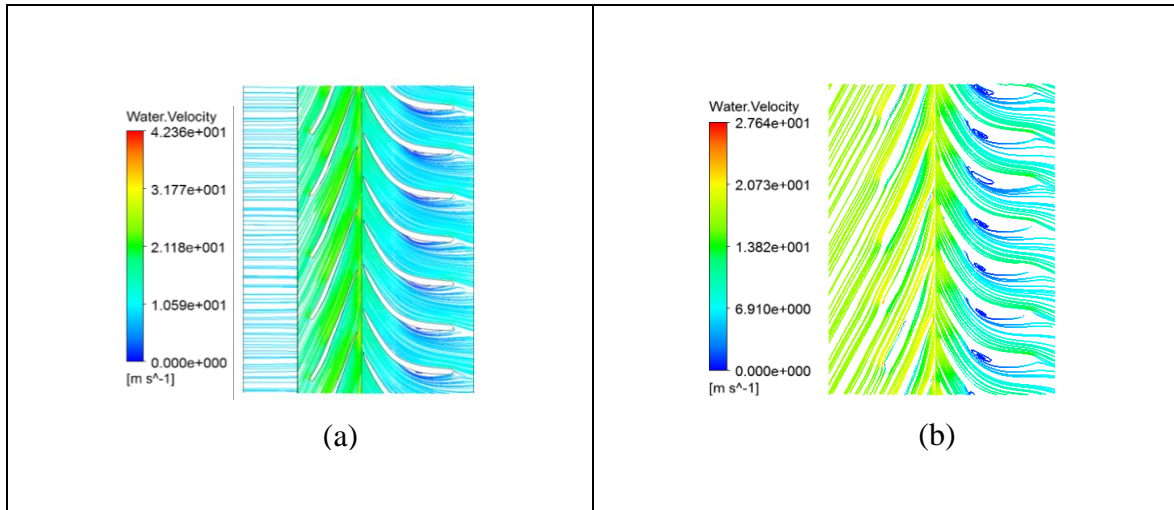 Water.Velocity
4.236e+001
3.177e+001
2.118e+001
1.059e+001
0.000e+000
[m s^-1]
(a)
Water.Velocity
2.764e+001
2.073e+001
1.382e+001
6.910e+000
0.000e+000
[m s^-1]
(b)